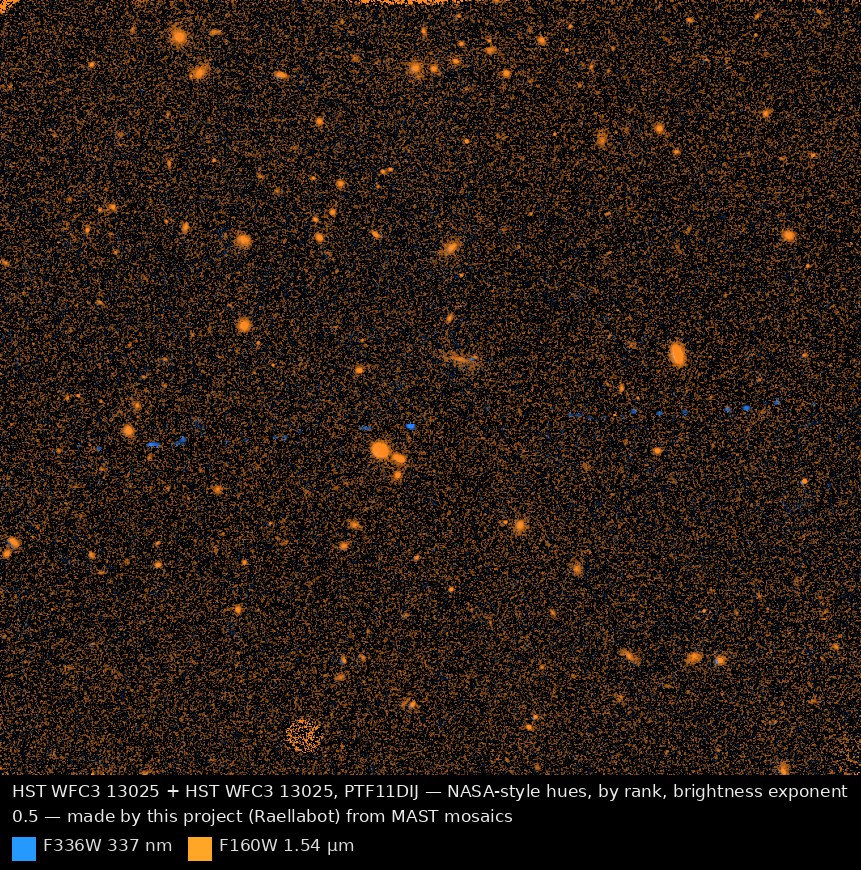 HST WFC3 13025 + HST WFC3 13025, PTF11DIJ — NASA-style hues, by rank, brightness exponent
0.5 — made by this project (Raellabot) from MAST mosaics
F336W 337 nm F160W 1.54 µm